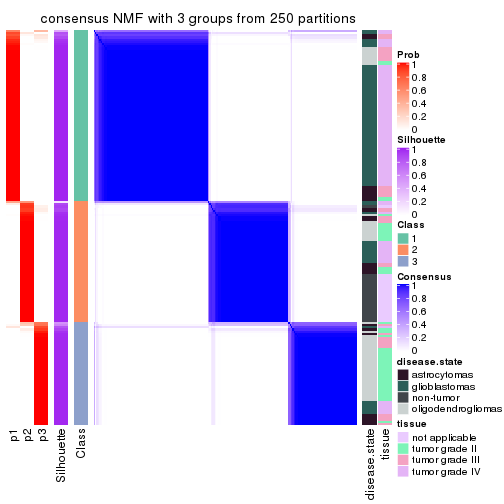 consensus NMF with 3 groups from 250 partitions
Prob
1
0.8
0.6
0.4
0.2
0
Silhouette
1
0.8
0.6
0.4
0.2
0
Class
1
2
3
Consensus
1
0.8
0.6
0.4
0.2
0
disease.state
astrocytomas
glioblastomas
non-tumor
oligodendrogliomas
tissue
not applicable
tumor grade II
tumor grade III
tumor grade IV
p1
p2
p3
Silhouette
Class
disease.state
tissue